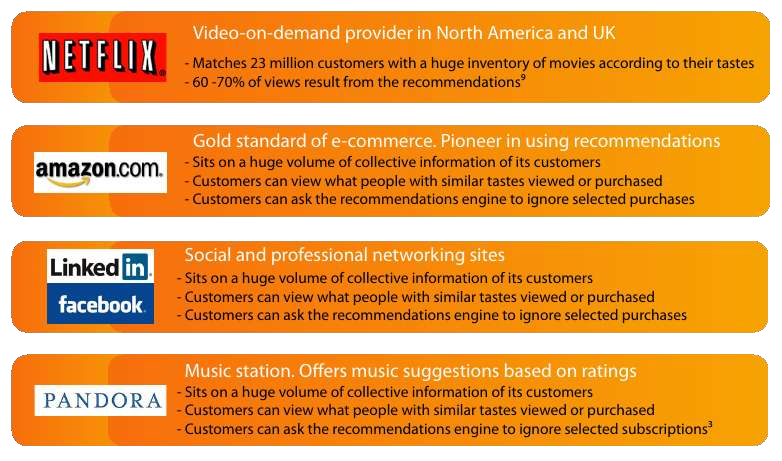 NETFLIX®
Video-on-demand provider in North America and UK
- Matches 23 million customers with a huge inventory of movies according to their tastes
- 60 -70% of views result from the recommendations⁹
amazon.com®
Gold standard of e-commerce. Pioneer in using recommendations
- Sits on a huge volume of collective information of its customers
- Customers can view what people with similar tastes viewed or purchased
- Customers can ask the recommendations engine to ignore selected purchases
Linked in®
facebook®
Social and professional networking sites
- Sits on a huge volume of collective information of its customers
- Customers can view what people with similar tastes viewed or purchased
- Customers can ask the recommendations engine to ignore selected purchases
PANDORA
Music station. Offers music suggestions based on ratings
- Sits on a huge volume of collective information of its customers
- Customers can view what people with similar tastes viewed or purchased
- Customers can ask the recommendations engine to ignore selected subscriptions³